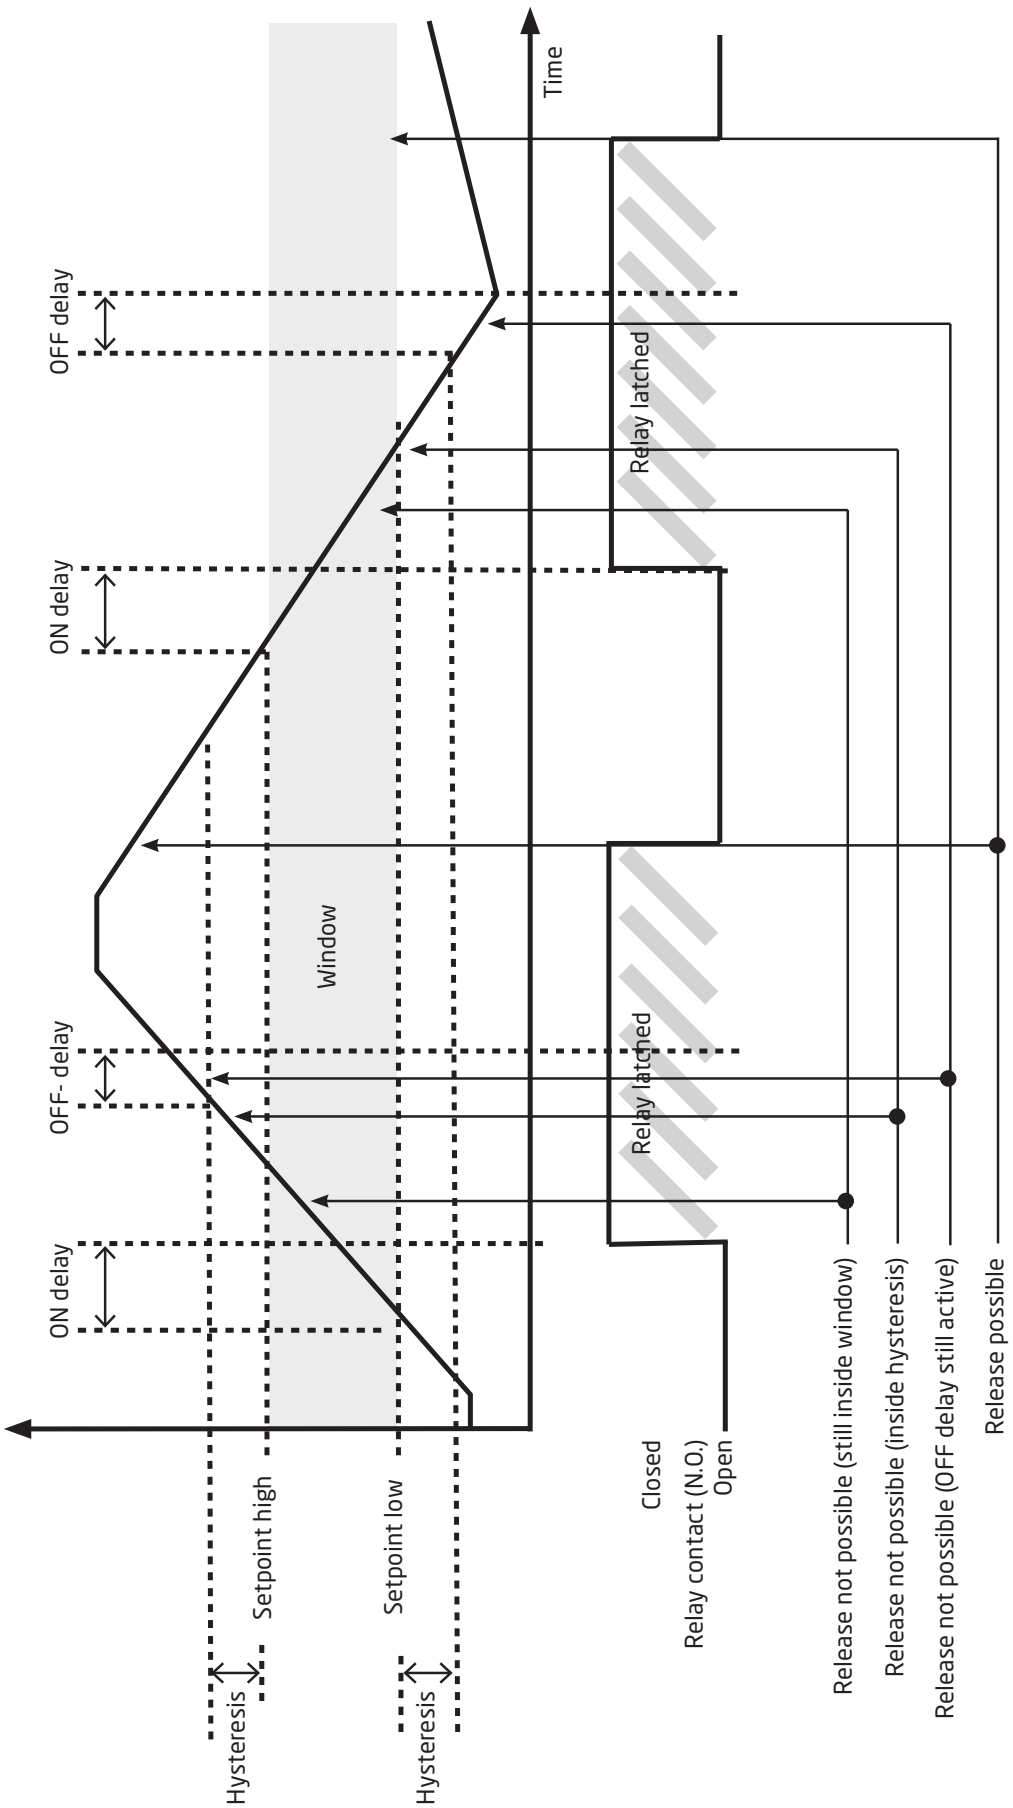 ON delay
OFF- delay
ON delay
OFF delay
Hysteresis
Setpoint high
Window
Setpoint low
Hysteresis
Time
Closed
Relay contact (N.O.)
Open
Relay latched
Relay latched
Release not possible (still inside window)
Release not possible (inside hysteresis)
Release not possible (OFF delay still active)
Release possible